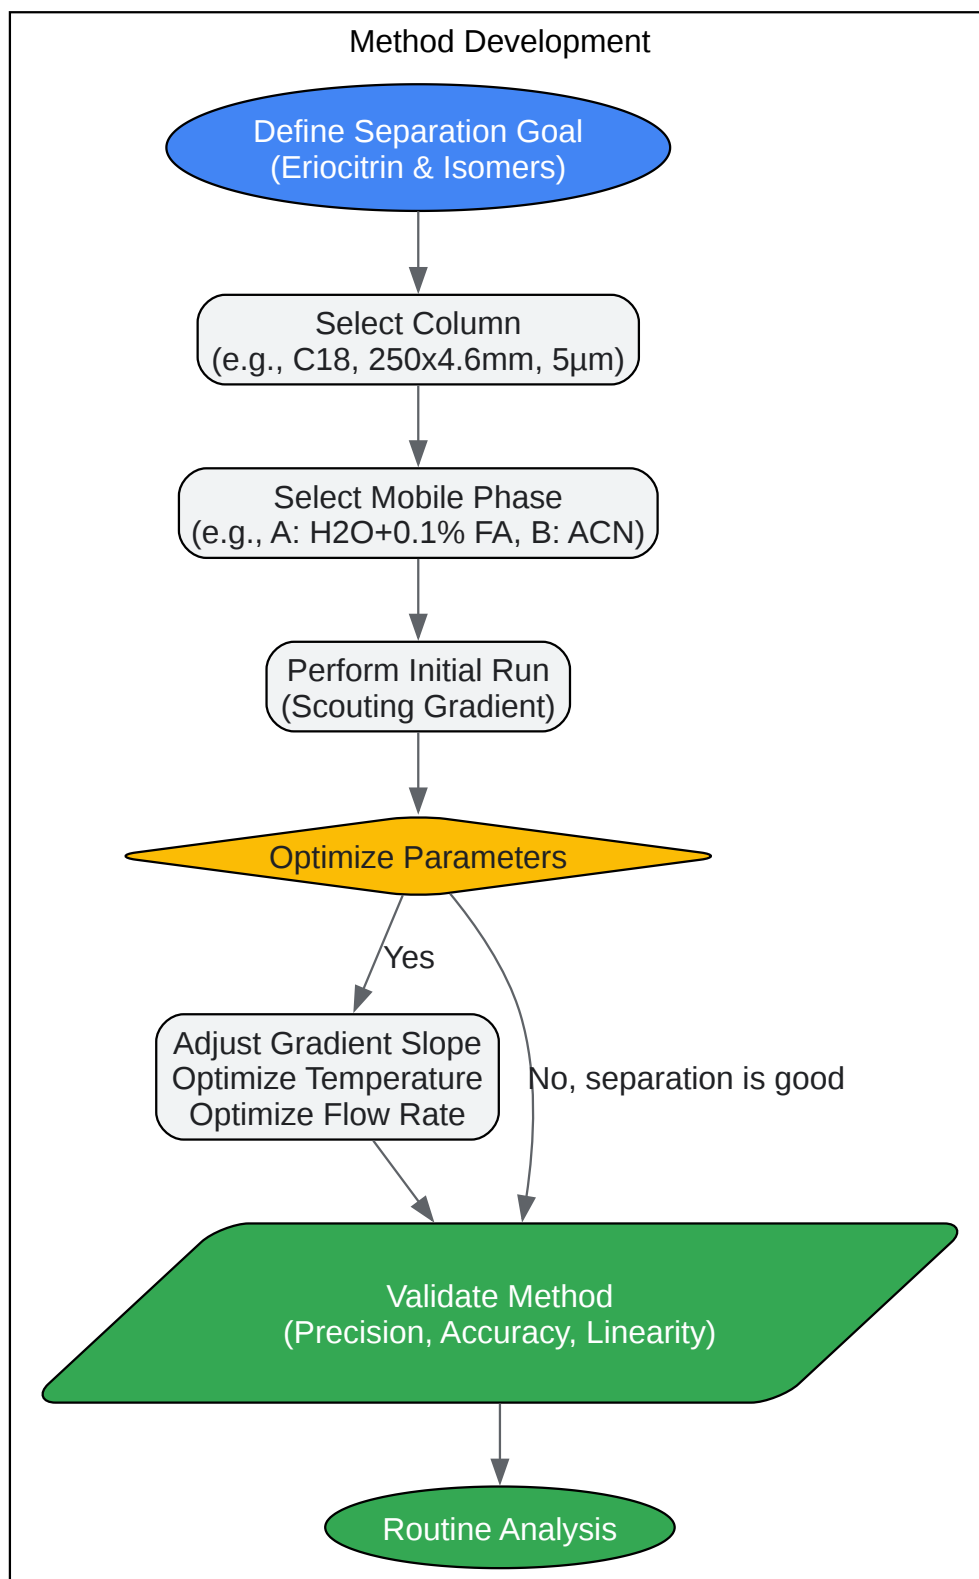 Method Development
Define Separation Goal
(Eriocitrin & Isomers)
Select Column
(e.g., C18, 250x4.6mm, 5µm)
Select Mobile Phase
(e.g., A: H2O+0.1% FA, B: ACN)
Perform Initial Run
(Scouting Gradient)
Optimize Parameters
Yes
Adjust Gradient Slope
Optimize Temperature
Optimize Flow Rate
No, separation is good
Validate Method
(Precision, Accuracy, Linearity)
Routine Analysis